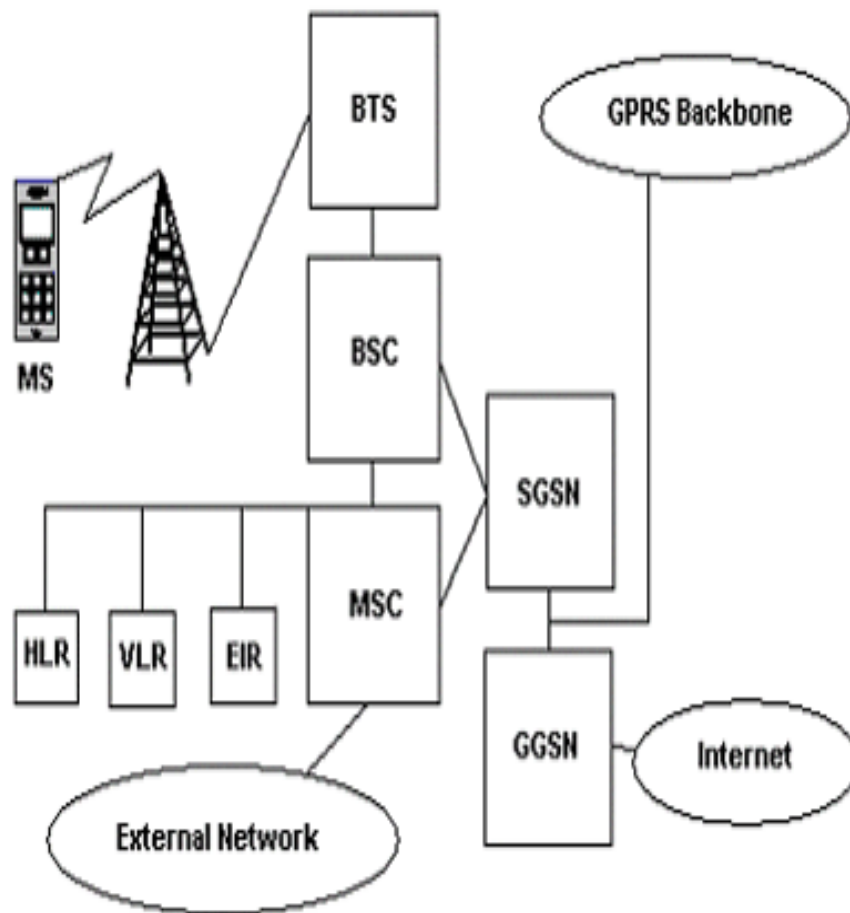 BTS
GPRS Backbone
MS
BSC
SGSN
MSC
HLR
VLR
EIR
GGSN
Internet
External Network